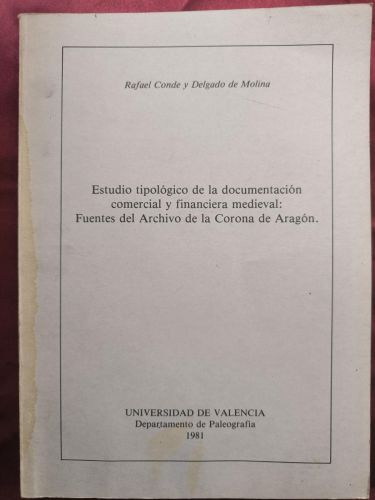 Rafael Conde y Delgado de Molina
Estudio tipológico de la documentación
comercial y financiera medieval:
Fuentes del Archivo de la Corona de Aragón.
UNIVERSIDAD DE VALENCIA
Departamento de Paleografía
1981